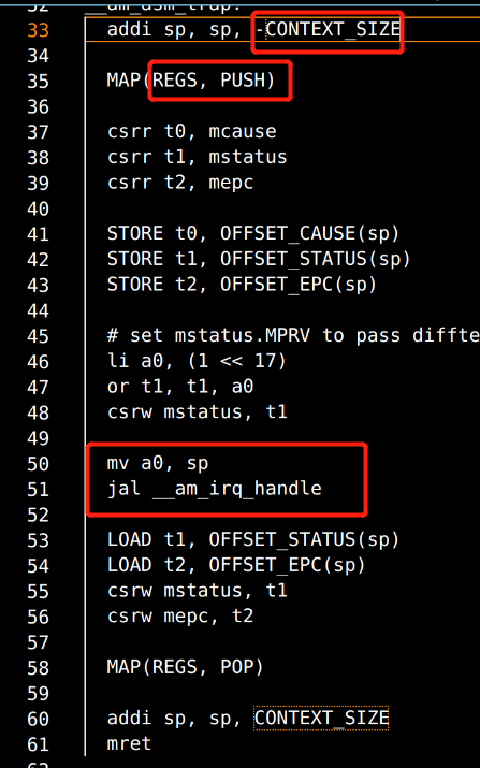 32 __am_asm_trap:
33 addi sp, sp, -CONTEXT_SIZE
34
35 MAP(REGS, PUSH)
36
37 csrr t0, mcause
38 csrr t1, mstatus
39 csrr t2, mepc
40
41 STORE t0, OFFSET_CAUSE(sp)
42 STORE t1, OFFSET_STATUS(sp)
43 STORE t2, OFFSET_EPC(sp)
44
45 # set mstatus.MPRV to pass diffte
46 li a0, (1 << 17)
47 or t1, t1, a0
48 csrw mstatus, t1
49
50 mv a0, sp
51 jal __am_irq_handle
52
53 LOAD t1, OFFSET_STATUS(sp)
54 LOAD t2, OFFSET_EPC(sp)
55 csrw mstatus, t1
56 csrw mepc, t2
57
58 MAP(REGS, POP)
59
60 addi sp, sp, CONTEXT_SIZE
61 mret